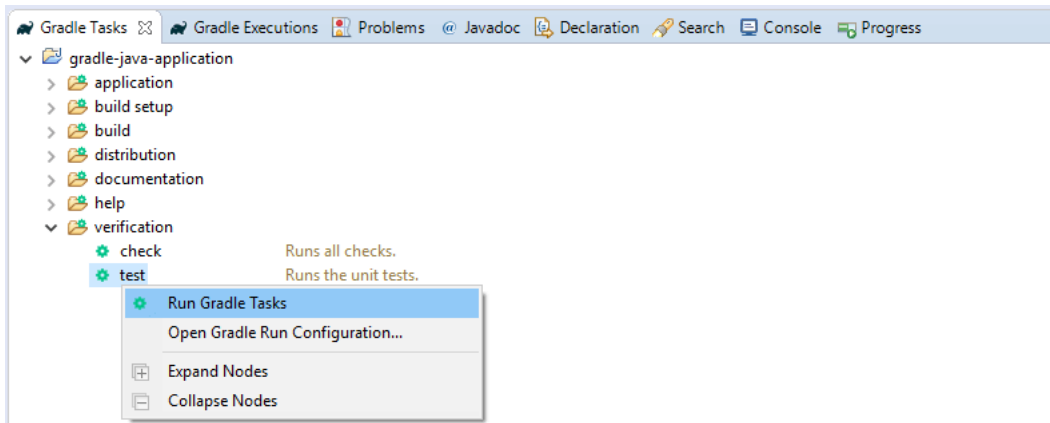 Gradle Tasks Gradle Executions Problems @ Javadoc Declaration Search Console Progress
gradle-java-application
application
build setup
build
distribution
documentation
help
verification
check Runs all checks.
test Runs the unit tests.
Run Gradle Tasks
Open Gradle Run Configuration...
Expand Nodes
Collapse Nodes